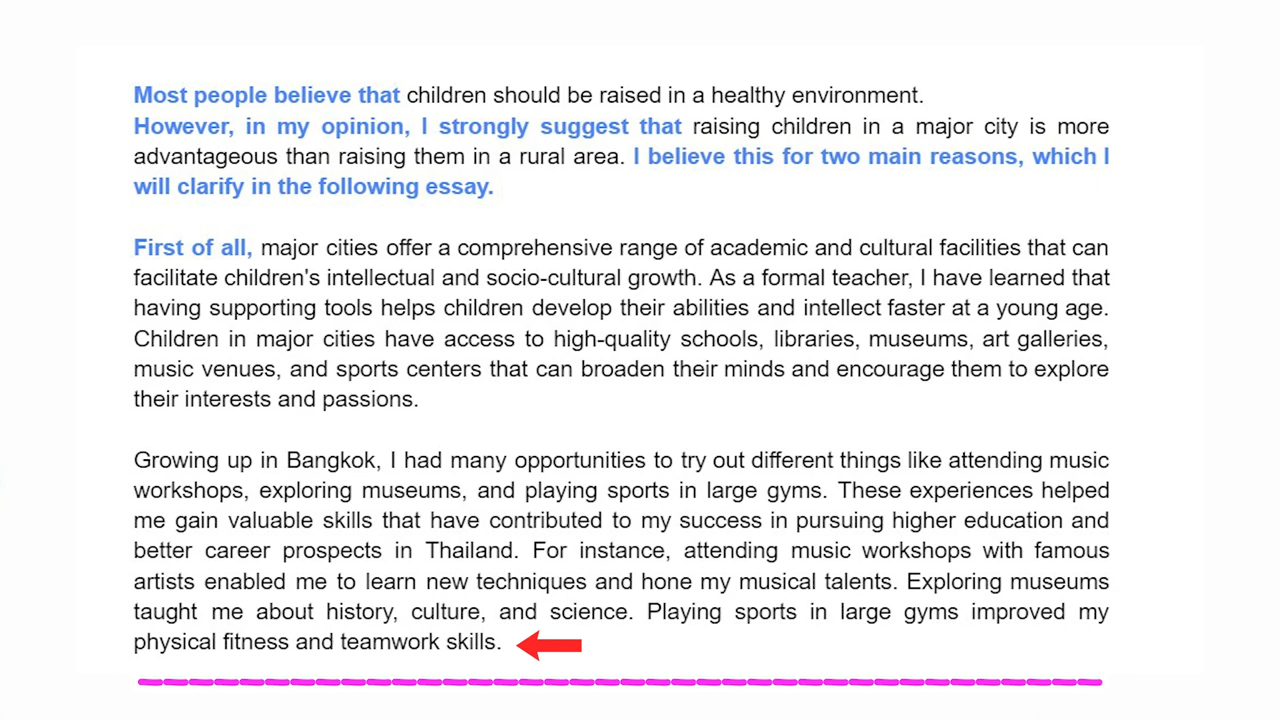 Most people believe that children should be raised in a healthy environment.
However, in my opinion, I strongly suggest that raising children in a major city is more
advantageous than raising them in a rural area. I believe this for two main reasons, which I
will clarify in the following essay.
First of all, major cities offer a comprehensive range of academic and cultural facilities that can
facilitate children's intellectual and socio-cultural growth. As a formal teacher, I have learned that
having supporting tools helps children develop their abilities and intellect faster at a young age.
Children in major cities have access to high-quality schools, libraries, museums, art galleries,
music venues, and sports centers that can broaden their minds and encourage them to explore
their interests and passions.
Growing up in Bangkok, I had many opportunities to try out different things like attending music
workshops, exploring museums, and playing sports in large gyms. These experiences helped
me gain valuable skills that have contributed to my success in pursuing higher education and
better career prospects in Thailand. For instance, attending music workshops with famous
artists enabled me to learn new techniques and hone my musical talents. Exploring museums
taught me about history, culture, and science. Playing sports in large gyms improved my
physical fitness and teamwork skills.